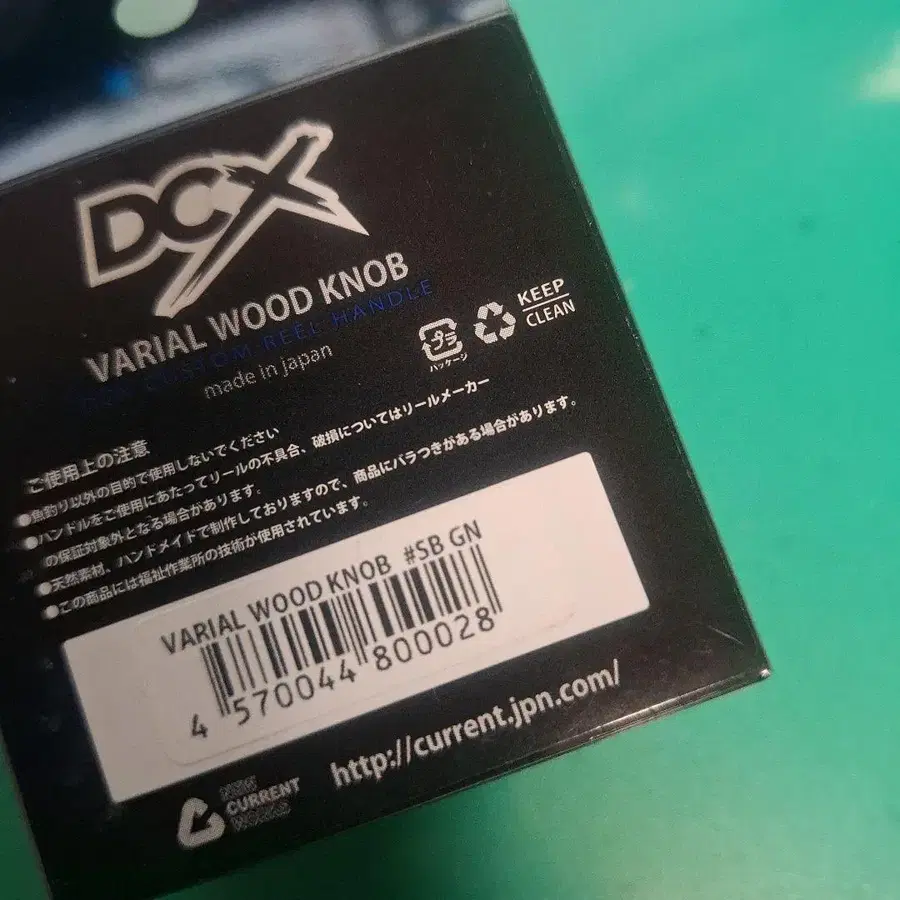 DCX
VARIAL WOOD KNOB
CUSTOM REEL HANDLE
made in japan
プラ
パッケージ
KEEP
CLEAN
ご使用上の注意
●魚釣り以外の目的で使用しないでください
●ハンドルをご使用にあたってリールの不具合、破損についてはリールメーカー
の保証対象外となる場合があります。
●天然素材、ハンドメイドで制作しておりますので、商品にバラつきがある場合があります。
●この商品には福祉作業所の技術が使用されています。
VARIAL WOOD KNOB #SB GN
4 570044 800028
http://current.jpn.com/
CURRENT
WORKS